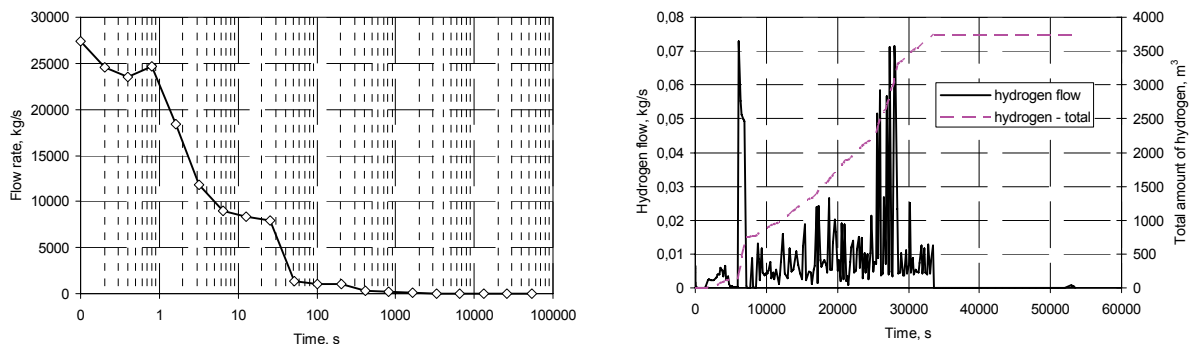 30000
25000
20000
15000
10000
5000
0
Flow rate, kg/s
0 1 10 100 1000 10000 100000
Time, s
0,08
0,07
0,06
0,05
0,04
0,03
0,02
0,01
0
Hydrogen flow, kg/s
hydrogen flow
hydrogen - total
4000
3500
3000
2500
2000
1500
1000
500
0
Total amount of hydrogen, m³
0 10000 20000 30000 40000 50000 60000
Time, s